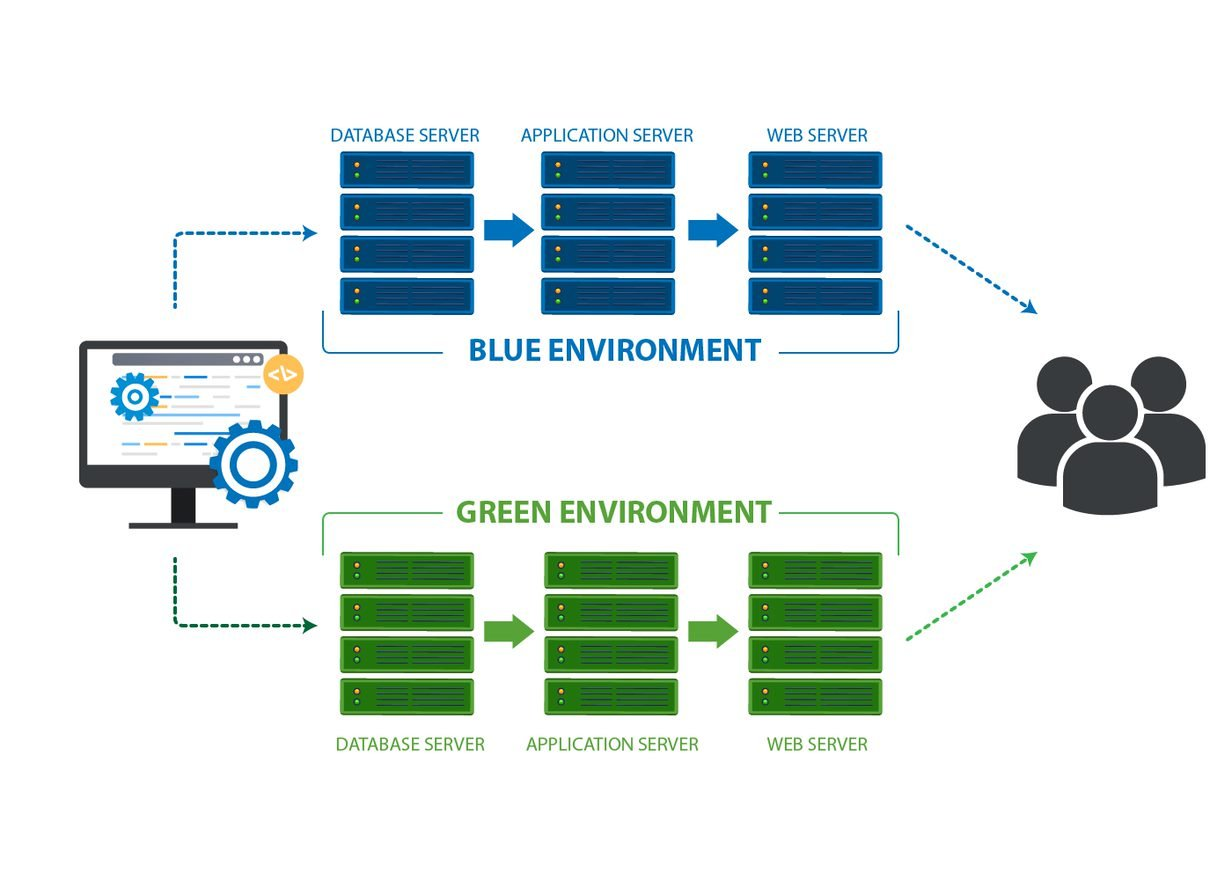 DATABASE SERVER
APPLICATION SERVER
WEB SERVER
BLUE ENVIRONMENT
</>
GREEN ENVIRONMENT
DATABASE SERVER
APPLICATION SERVER
WEB SERVER